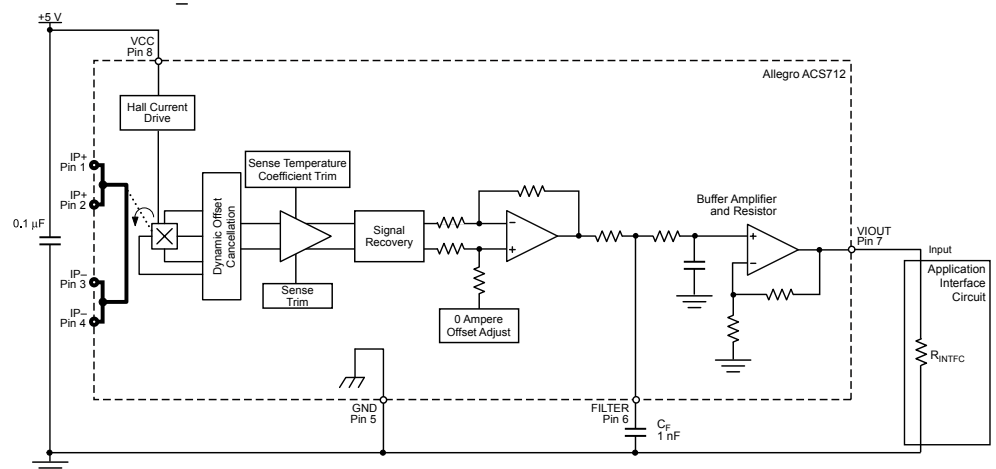 +5 V
VCC
Pin 8
Allegro ACS712
Hall Current
Drive
IP+
Pin 1
IP+
Pin 2
0.1 μF
IP–
Pin 3
IP–
Pin 4
Dynamic Offset
Cancellation
Sense Temperature
Coefficient Trim
Sense
Trim
Signal
Recovery
0 Ampere
Offset Adjust
Buffer Amplifier
and Resistor
VIOUT
Pin 7
Input
Application
Interface
Circuit
RINTFC
GND
Pin 5
FILTER
Pin 6
CF
1 nF